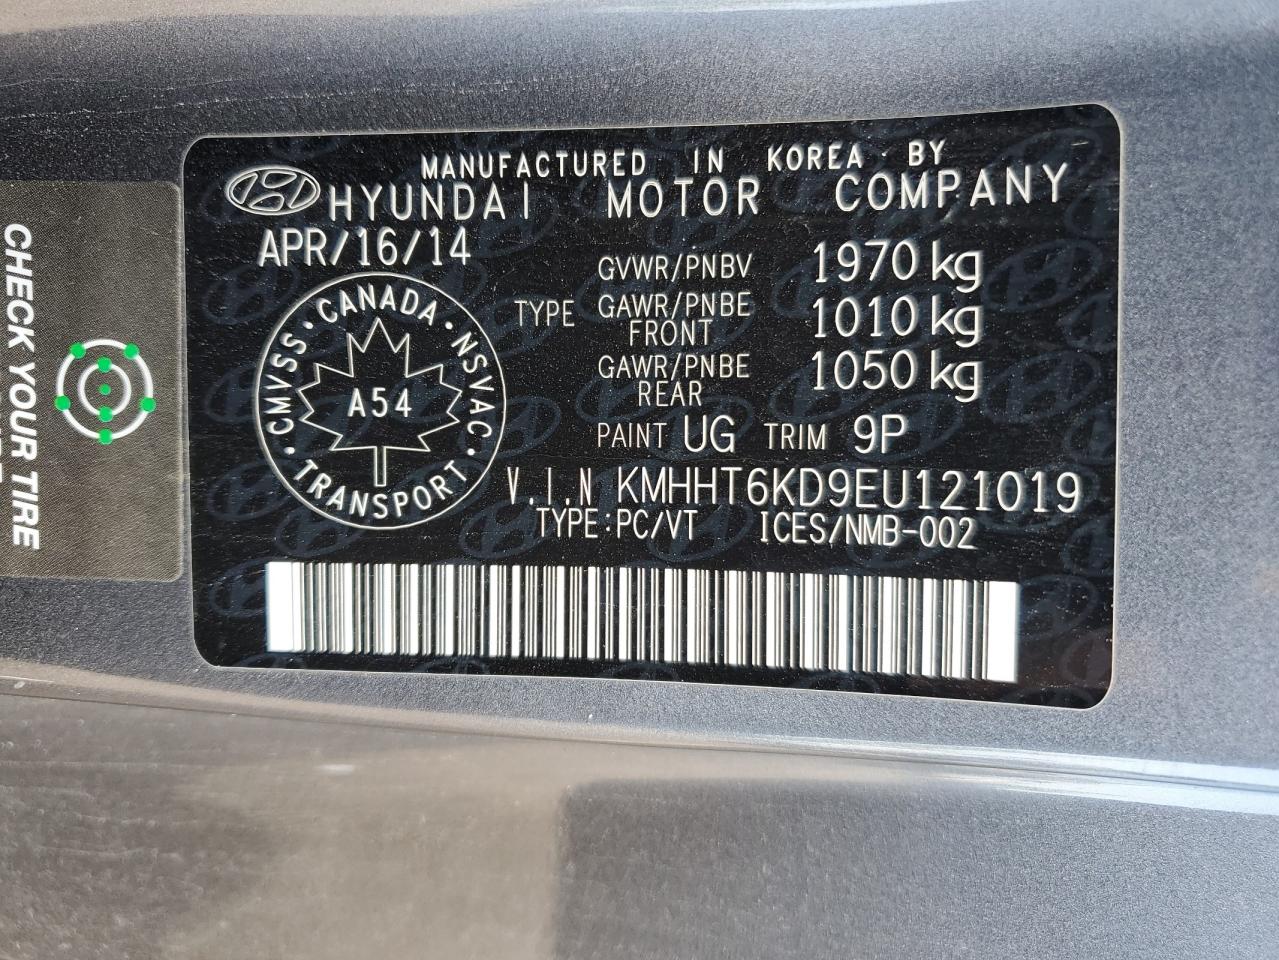 MANUFACTURED IN KOREA BY
HYUNDAI MOTOR COMPANY
APR/16/14
GVWR/PNBV 1970 kg
TYPE GAWR/PNBE FRONT 1010 kg
GAWR/PNBE REAR 1050 kg
PAINT UG TRIM 9P
CMVSS · CANADA · NSVAC · TRANSPORT ·
A54
V.I.N KMHHT6KD9EU121019
TYPE:PC/VT ICES/NMB-002
CHECK YOUR TIRE